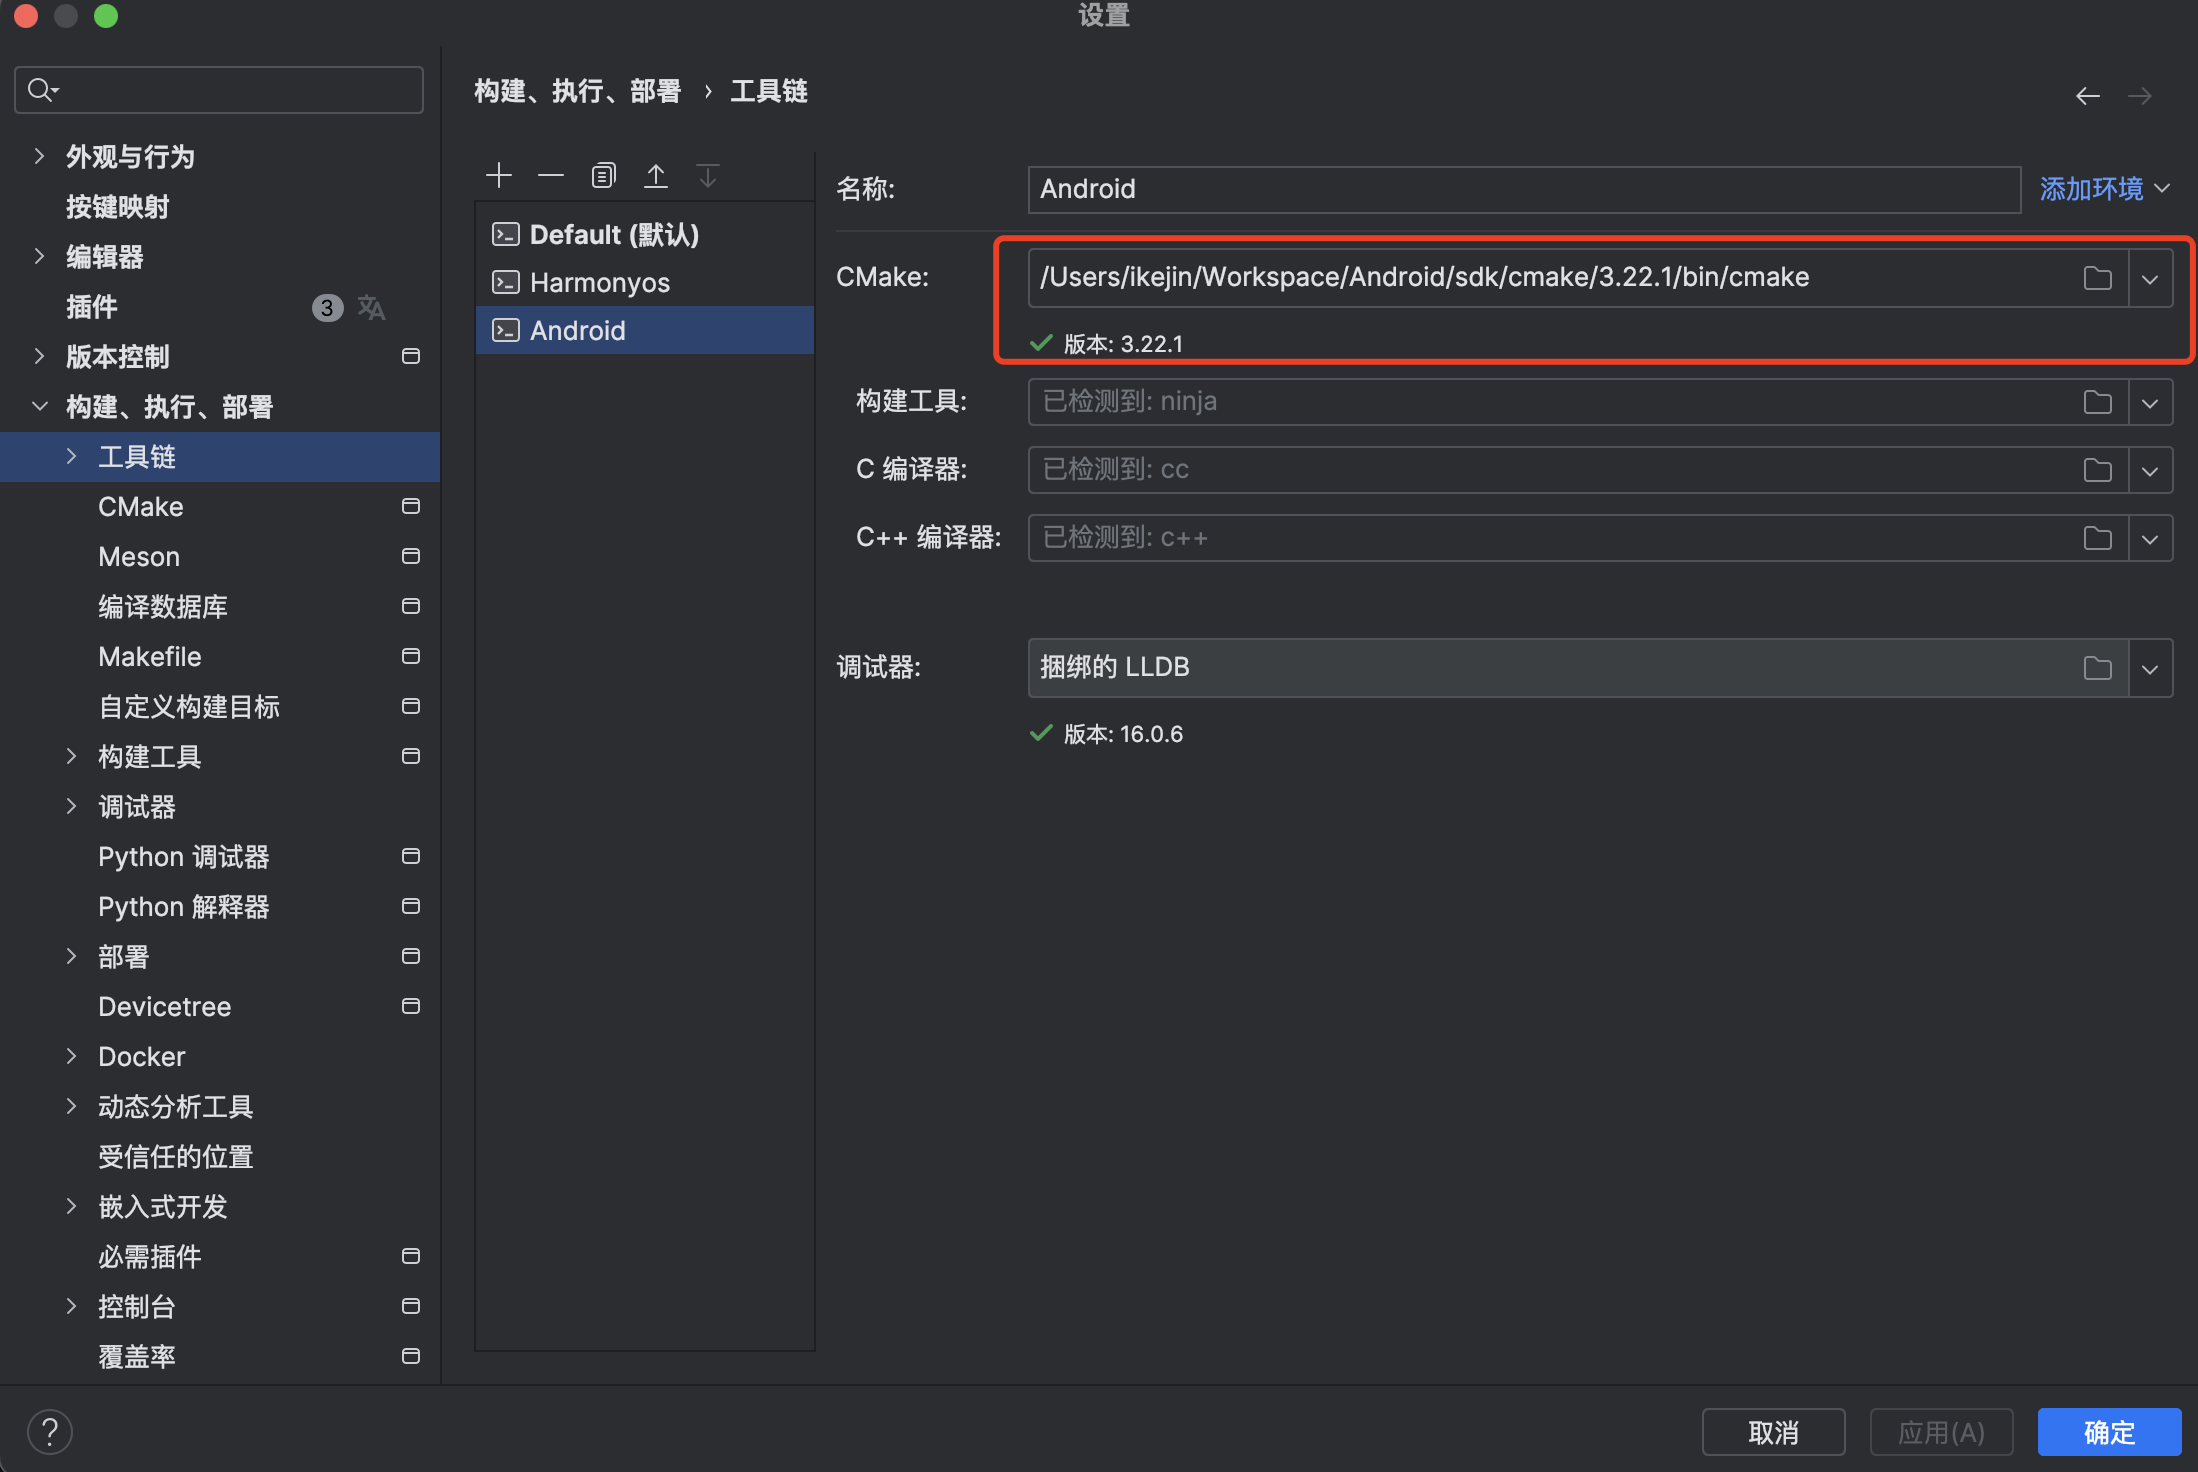 设置
外观与行为
按键映射
编辑器
插件 3
版本控制
构建、执行、部署
工具链
CMake
Meson
编译数据库
Makefile
自定义构建目标
构建工具
调试器
Python 调试器
Python 解释器
部署
Devicetree
Docker
动态分析工具
受信任的位置
嵌入式开发
必需插件
控制台
覆盖率
构建、执行、部署 › 工具链
Default (默认)
Harmonyos
Android
名称: Android 添加环境
CMake: /Users/ikejin/Workspace/Android/sdk/cmake/3.22.1/bin/cmake
版本: 3.22.1
构建工具: 已检测到: ninja
C 编译器: 已检测到: cc
C++ 编译器: 已检测到: c++
调试器: 捆绑的 LLDB
版本: 16.0.6
? 取消 应用(A) 确定